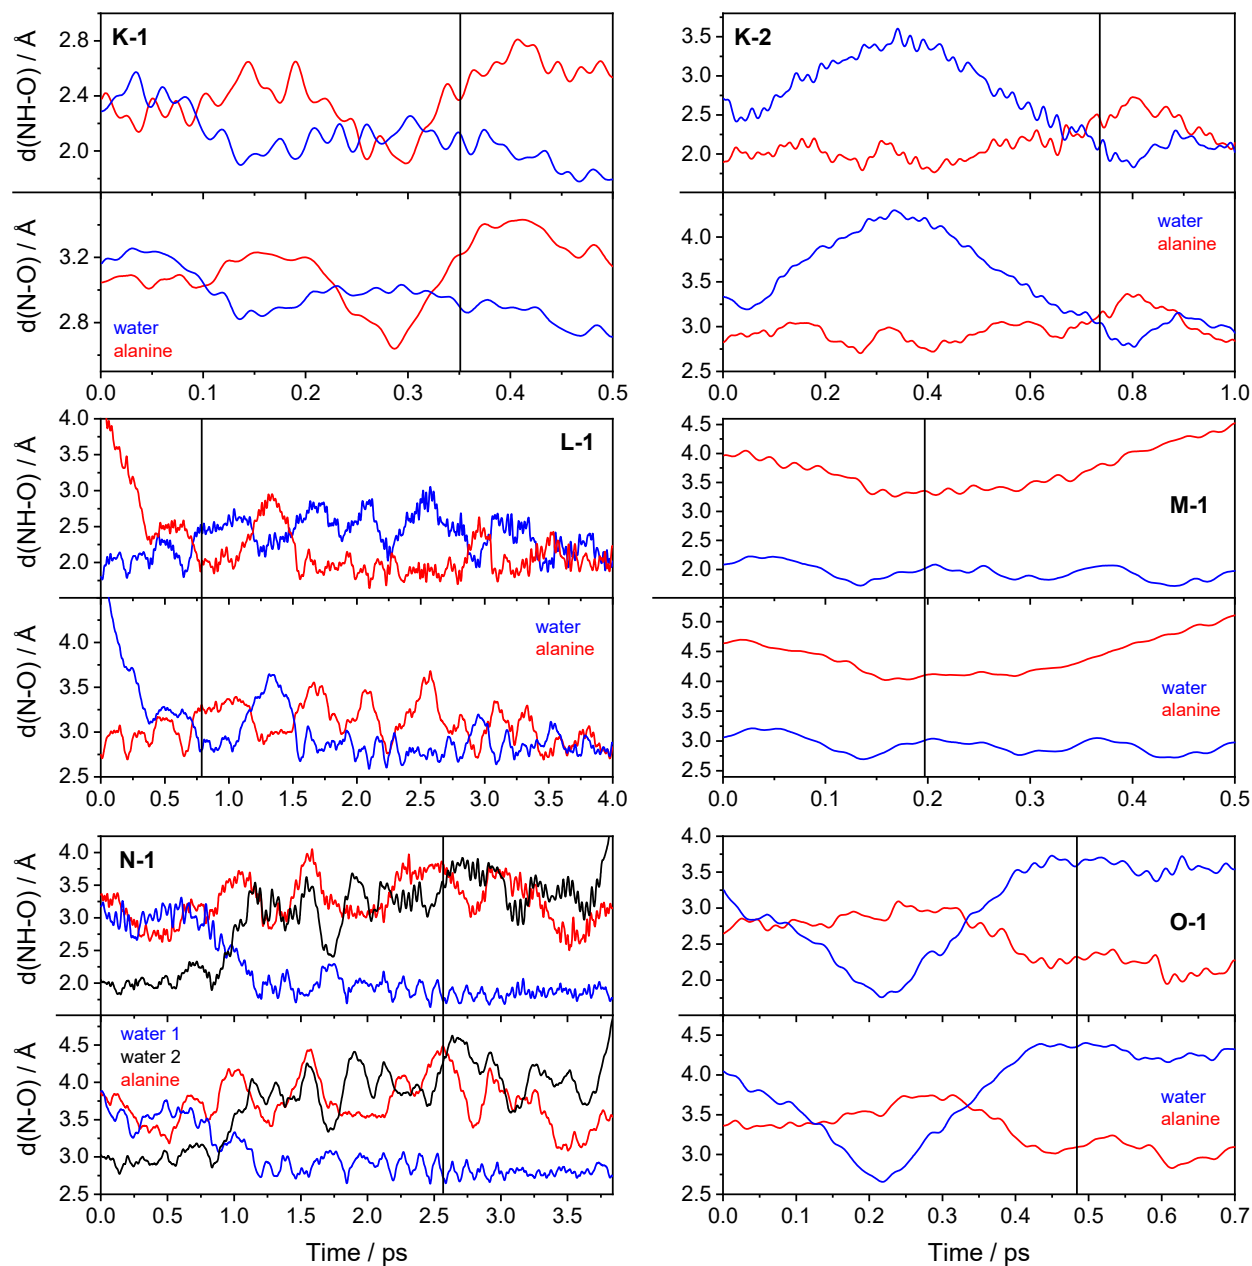 K-1
d(NH-O) / Å
2.8
2.4
2.0
d(N-O) / Å
3.2
2.8
water
alanine
0.0 0.1 0.2 0.3 0.4 0.5
K-2
3.5
3.0
2.5
2.0
4.0
3.5
3.0
2.5
water
alanine
0.0 0.2 0.4 0.6 0.8 1.0
L-1
d(NH-O) / Å
4.0
3.5
3.0
2.5
2.0
d(N-O) / Å
4.0
3.5
3.0
2.5
water
alanine
0.0 0.5 1.0 1.5 2.0 2.5 3.0 3.5 4.0
M-1
4.5
4.0
3.5
3.0
2.5
2.0
5.0
4.5
4.0
3.5
3.0
2.5
water
alanine
0.0 0.1 0.2 0.3 0.4 0.5
N-1
d(NH-O) / Å
4.0
3.5
3.0
2.5
2.0
d(N-O) / Å
4.5
4.0
3.5
3.0
2.5
water 1
water 2
alanine
0.0 0.5 1.0 1.5 2.0 2.5 3.0 3.5
Time / ps
O-1
4.0
3.5
3.0
2.5
2.0
4.5
4.0
3.5
3.0
2.5
water
alanine
0.0 0.1 0.2 0.3 0.4 0.5 0.6 0.7
Time / ps